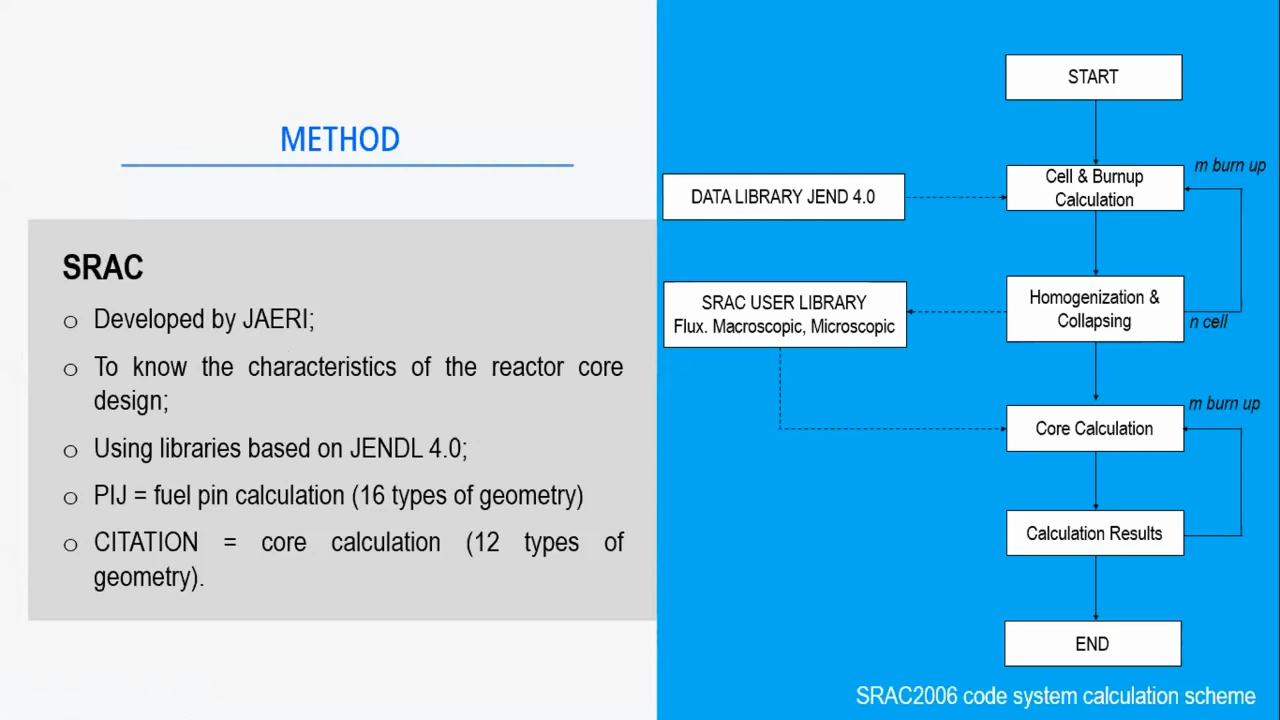 METHOD
SRAC
o Developed by JAERI;
o To know the characteristics of the reactor core
design;
o Using libraries based on JENDL 4.0;
o PIJ = fuel pin calculation (16 types of geometry)
o CITATION = core calculation (12 types of
geometry).
START
m burn up
Cell & Burnup
Calculation
DATA LIBRARY JEND 4.0
Homogenization &
Collapsing
n cell
SRAC USER LIBRARY
Flux. Macroscopic, Microscopic
m burn up
Core Calculation
Calculation Results
END
SRAC2006 code system calculation scheme